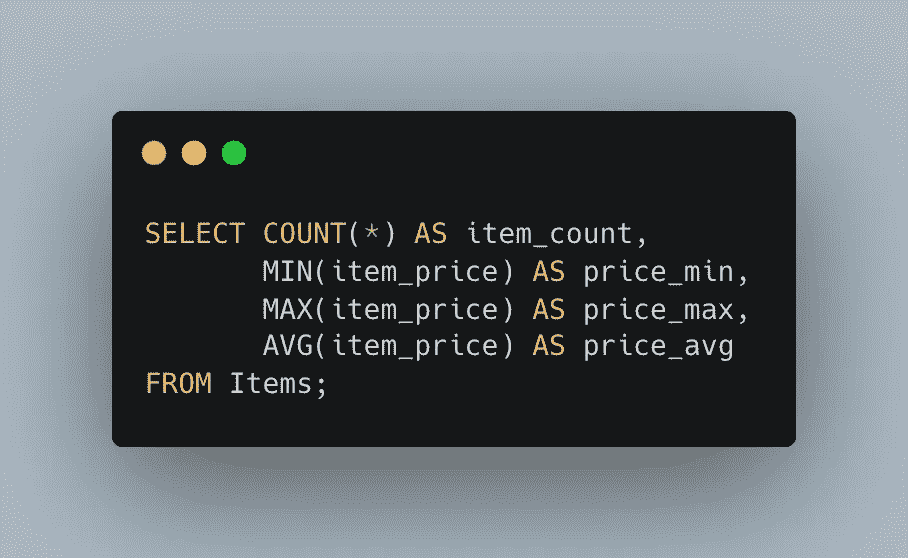 SELECT COUNT(*) AS item_count,
       MIN(item_price) AS price_min,
       MAX(item_price) AS price_max,
       AVG(item_price) AS price_avg
FROM Items;